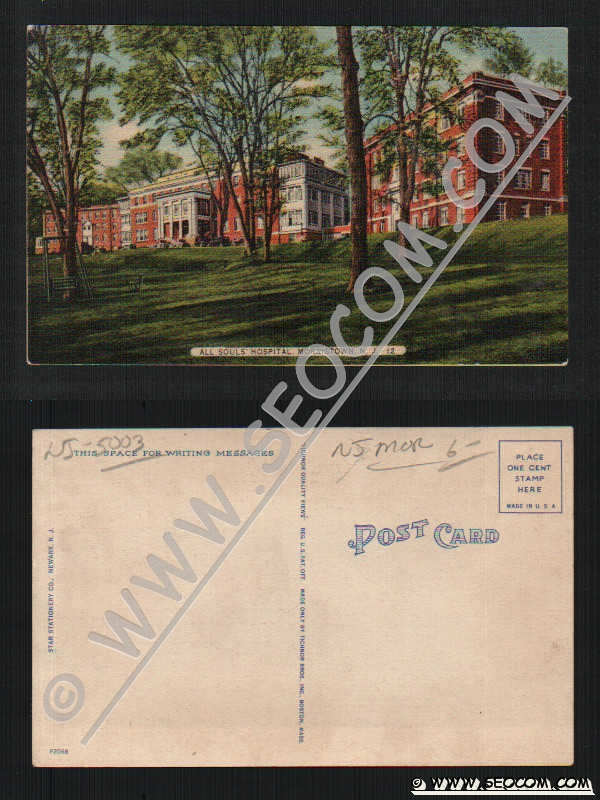 ALL SOULS' HOSPITAL, MORRISTOWN, N. J. 12
© WWW.SEOCOM.COM
NJ-5003
THIS SPACE FOR WRITING MESSAGES
NJ MOR 6-
PLACE
ONE CENT
STAMP
HERE
MADE IN U.S.A
POST CARD
STAR STATIONERY CO., NEWARK, N. J.
"TICHNOR QUALITY VIEWS" REG. U. S. PAT. OFF. MADE ONLY BY TICHNOR BROS., INC. BOSTON, MASS.
© WWW.SEOCOM.COM